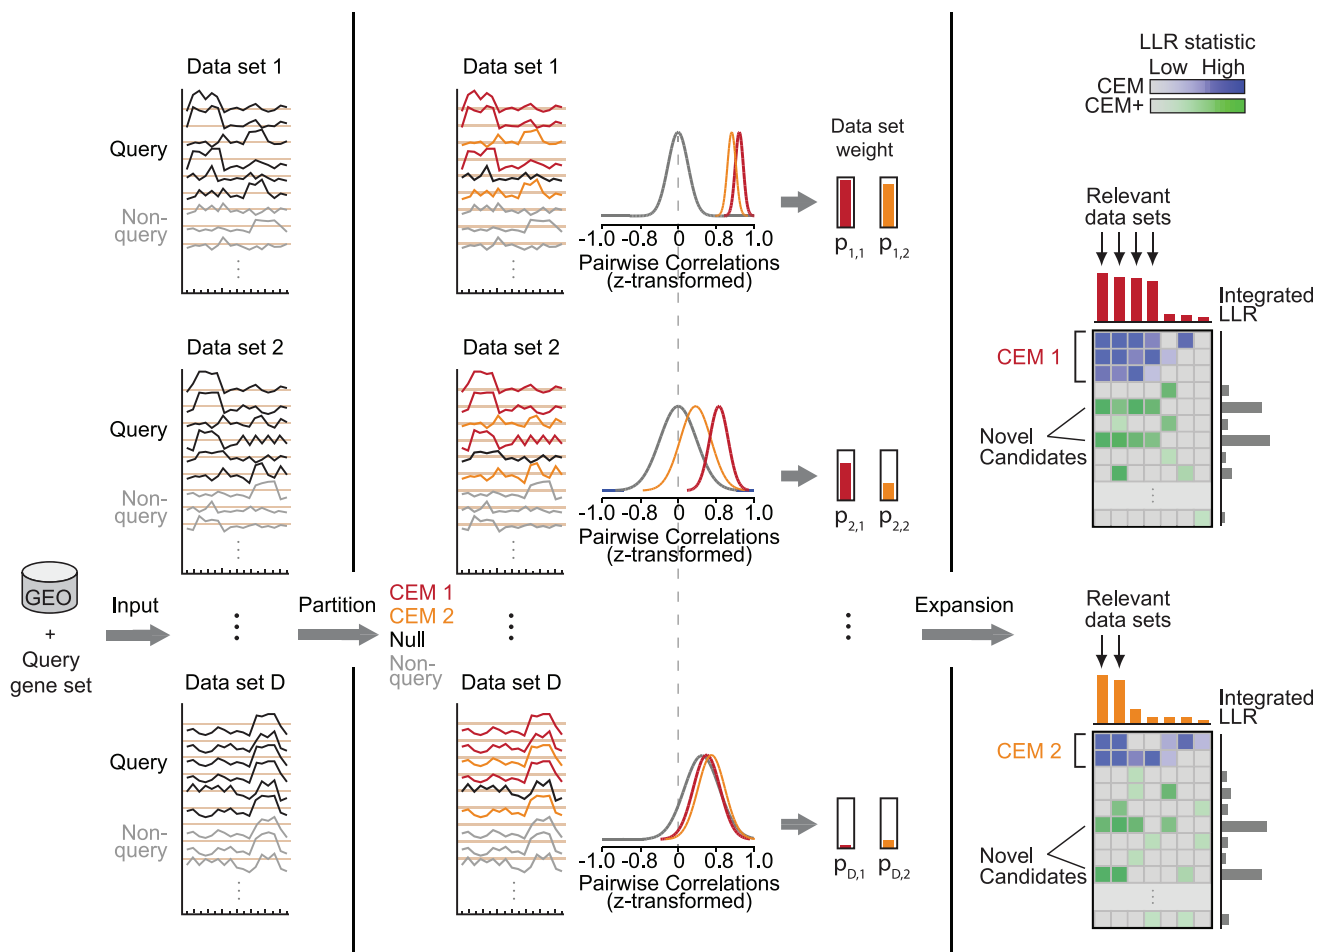 GEO
+
Query
gene set
Input
Data set 1
Query
Non-
query
Data set 2
Query
Non-
query
Data set D
Query
Non-
query
Partition
CEM 1
CEM 2
Null
Non-
query
Data set 1
-1.0 -0.8 0 0.8 1.0
Pairwise Correlations
(z-transformed)
Data set
weight
p1,1 p1,2
Data set 2
-1.0 -0.8 0 0.8 1.0
Pairwise Correlations
(z-transformed)
p2,1 p2,2
Data set D
-1.0 -0.8 0 0.8 1.0
Pairwise Correlations
(z-transformed)
pD,1 pD,2
Expansion
LLR statistic
Low High
CEM
CEM+
Relevant
data sets
Integrated
LLR
CEM 1
Novel
Candidates
Relevant
data sets
Integrated
LLR
CEM 2
Novel
Candidates